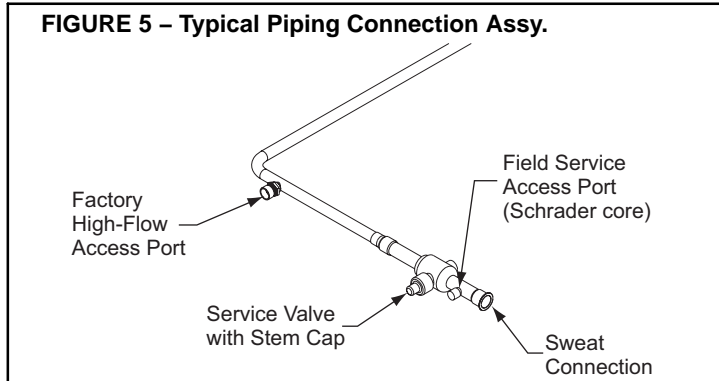 FIGURE 5 – Typical Piping Connection Assy.
Factory
High-Flow
Access Port
Field Service
Access Port
(Schrader core)
Service Valve
with Stem Cap
Sweat
Connection